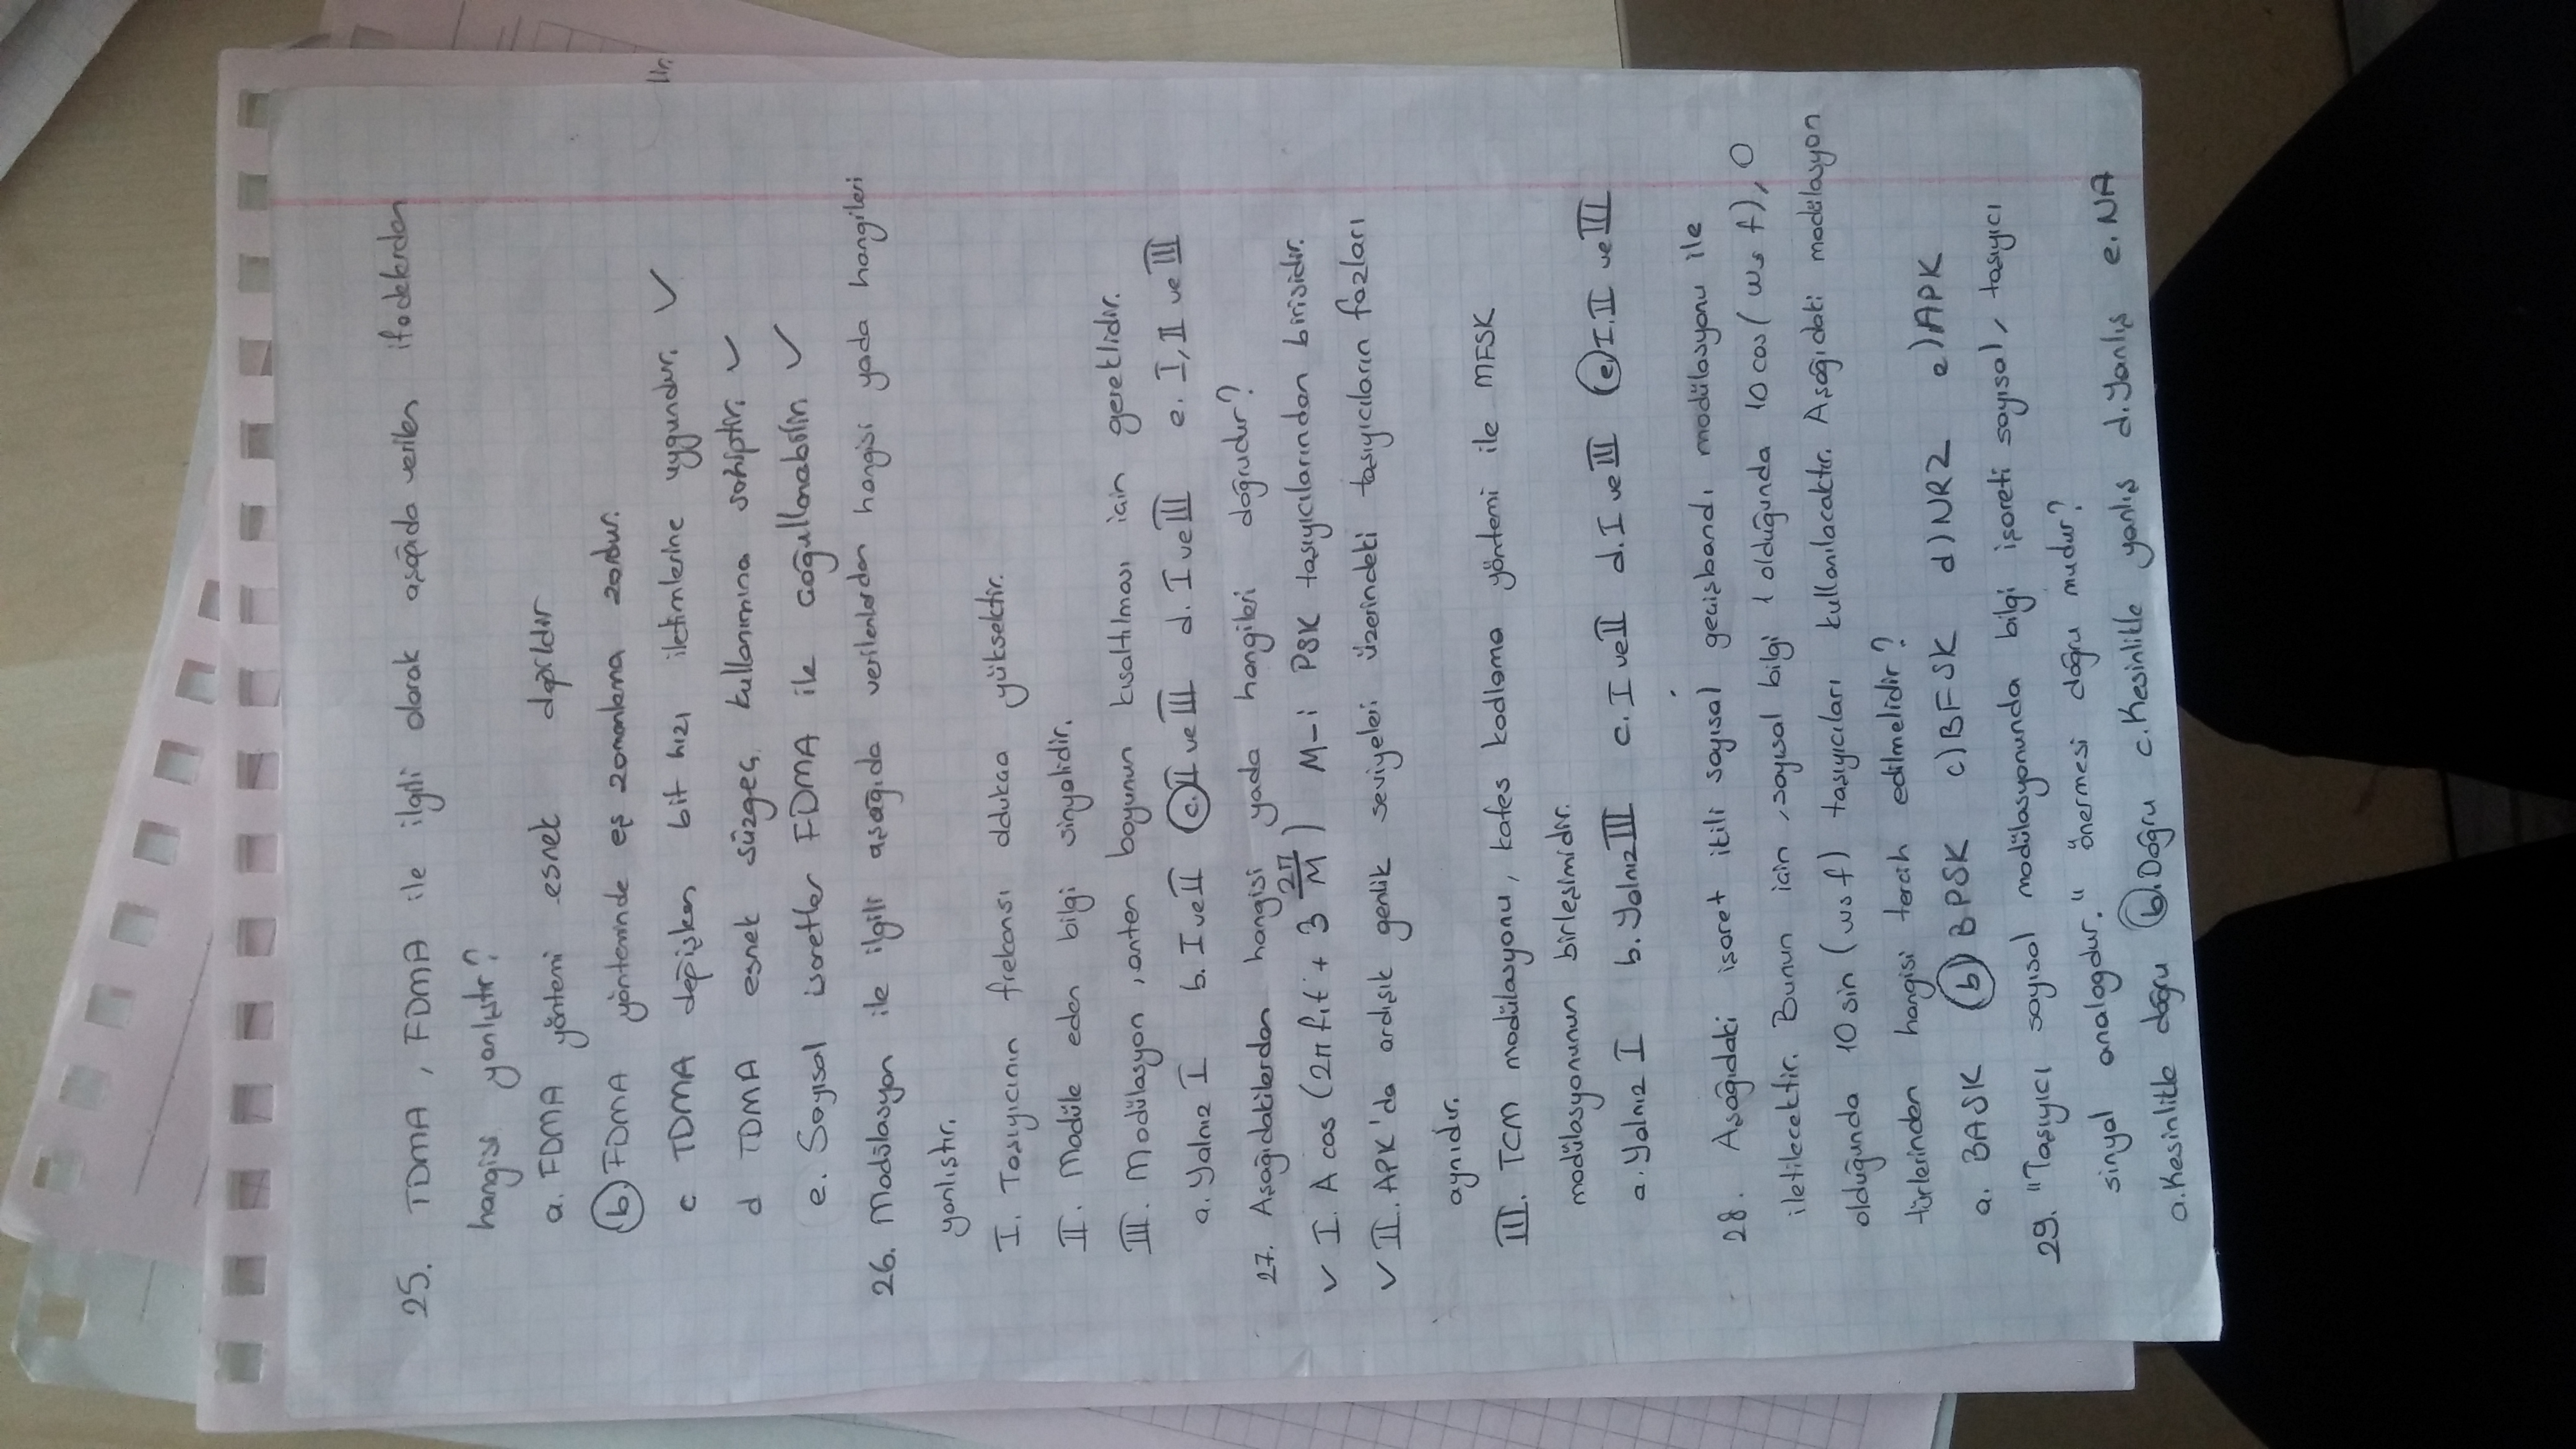 25. TDMA, FDMA ile ilgili olarak aşağıda verilen ifadelerden
hangisi yanlıştır?
a. FDMA yöntemi esnek değildir
b. FDMA yönteminde eş zamanlama zordur.
c TDMA değişken bit hızı iletimlerine uygundur. ✓
d TDMA esnek süzgeç kullanımına sahiptir. ✓
e. Sayısal işaretler FDMA ile çoğullanabilir. ✓
lır.
26. Modülasyon ile ilgili aşağıda verilenlerden hangisi yada hangileri
yanlıştır.
I. Taşıyıcının frekansı oldukça yüksektir.
II. Modüle eden bilgi sinyalidir.
III. Modülasyon, anten boyunun kısaltılması için gereklidir.
a. Yalnız I b. I ve II c. II ve III d. I ve III e. I, II ve III
27. Aşağıdakilerden hangisi yada hangileri doğrudur?
✓ I. A cos (2π f₁t + 3 2π/M) M-i PSK taşıyıcılarından birisidir.
✓ II. APK'da ardışık genlik seviyeleri üzerindeki taşıyıcıların fazları
aynıdır.
III. TCM modülasyonu, kafes kodlama yöntemi ile MFSK
modülasyonunun birleşimidir.
a. Yalnız I b. Yalnız III c. I ve II d. I ve III e) I. II ve III
28. Aşağıdaki işaret ikili sayısal geçişbandı modülasyonu ile
iletilecektir. Bunun için, sayısal bilgi 1 olduğunda 10 cos (ws f), 0
olduğunda 10 sin (ws f) taşıyıcıları kullanılacaktır. Aşağıdaki modülasyon
türlerinden hangisi tercih edilmelidir?
a. BASK b) BPSK c) BFSK d) NRZ e) APK
29. "Taşıyıcı sayısal modülasyonunda bilgi işareti sayısal, taşıyıcı
sinyal analogdur." önermesi doğru mudur?
a. Kesinlikle doğru b. Doğru c. Kesinlikle yanlış d. Yanlış e. NA